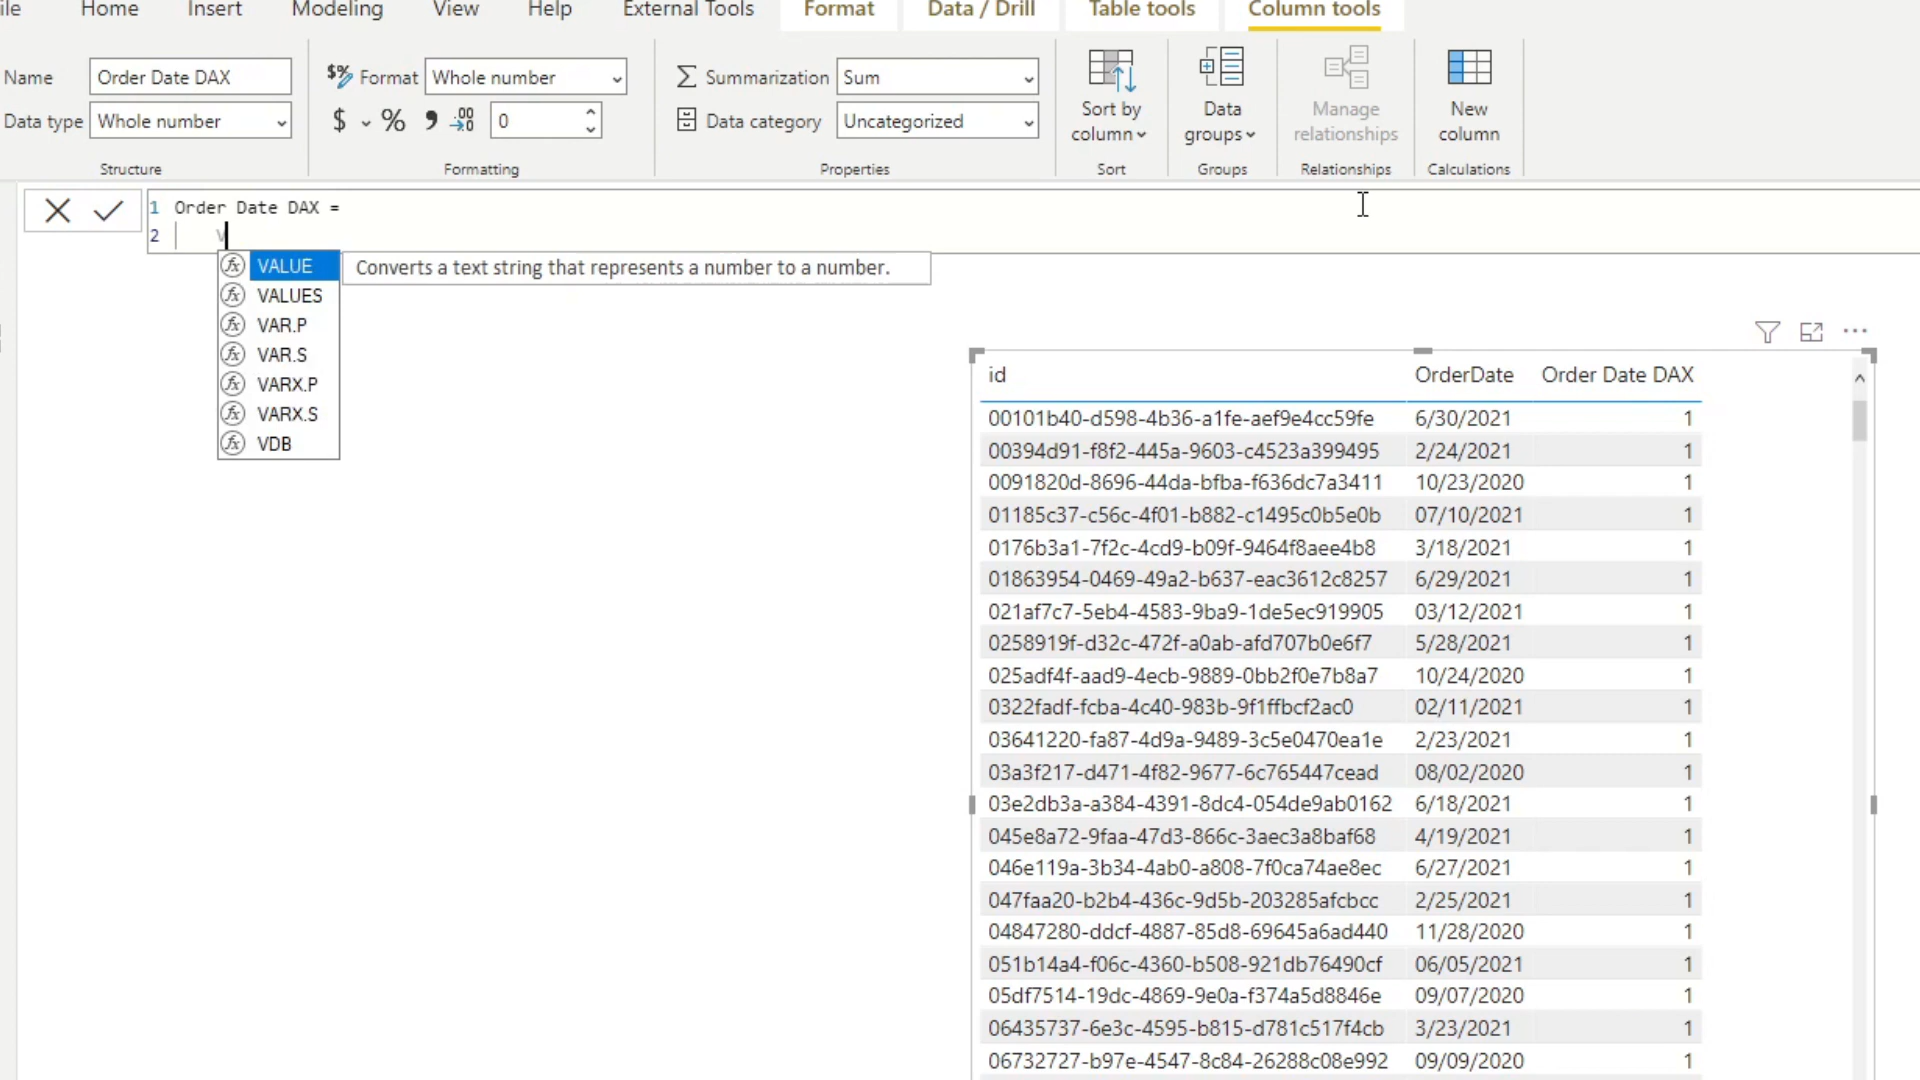 ile Home Insert Modeling View Help External Tools Format Data / Drill Table tools Column tools
Name Order Date DAX
Data type Whole number
Structure
$% Format Whole number
$ % , .00 0
Formatting
Summarization Sum
Data category Uncategorized
Properties
Sort by
column
Sort
Data
groups
Groups
Manage
relationships
Relationships
New
column
Calculations
1 Order Date DAX =
2 V
VALUE Converts a text string that represents a number to a number.
VALUES
VAR.P
VAR.S
VARX.P
VARX.S
VDB
id OrderDate Order Date DAX
00101b40-d598-4b36-a1fe-aef9e4cc59fe 6/30/2021 1
00394d91-f8f2-445a-9603-c4523a399495 2/24/2021 1
0091820d-8696-44da-bfba-f636dc7a3411 10/23/2020 1
01185c37-c56c-4f01-b882-c1495c0b5e0b 07/10/2021 1
0176b3a1-7f2c-4cd9-b09f-9464f8aee4b8 3/18/2021 1
01863954-0469-49a2-b637-eac3612c8257 6/29/2021 1
021af7c7-5eb4-4583-9ba9-1de5ec919905 03/12/2021 1
0258919f-d32c-472f-a0ab-afd707b0e6f7 5/28/2021 1
025adf4f-aad9-4ecb-9889-0bb2f0e7b8a7 10/24/2020 1
0322fadf-fcba-4c40-983b-9f1ffbcf2ac0 02/11/2021 1
03641220-fa87-4d9a-9489-3c5e0470ea1e 2/23/2021 1
03a3f217-d471-4f82-9677-6c765447cead 08/02/2020 1
03e2db3a-a384-4391-8dc4-054de9ab0162 6/18/2021 1
045e8a72-9faa-47d3-866c-3aec3a8baf68 4/19/2021 1
046e119a-3b34-4ab0-a808-7f0ca74ae8ec 6/27/2021 1
047faa20-b2b4-436c-9d5b-203285afcbcc 2/25/2021 1
04847280-ddcf-4887-85d8-69645a6ad440 11/28/2020 1
051b14a4-f06c-4360-b508-921db76490cf 06/05/2021 1
05df7514-19dc-4869-9e0a-f374a5d8846e 09/07/2020 1
06435737-6e3c-4595-b815-d781c517f4cb 3/23/2021 1
06732727-b97e-4547-8c84-26288c08e992 09/09/2020 1